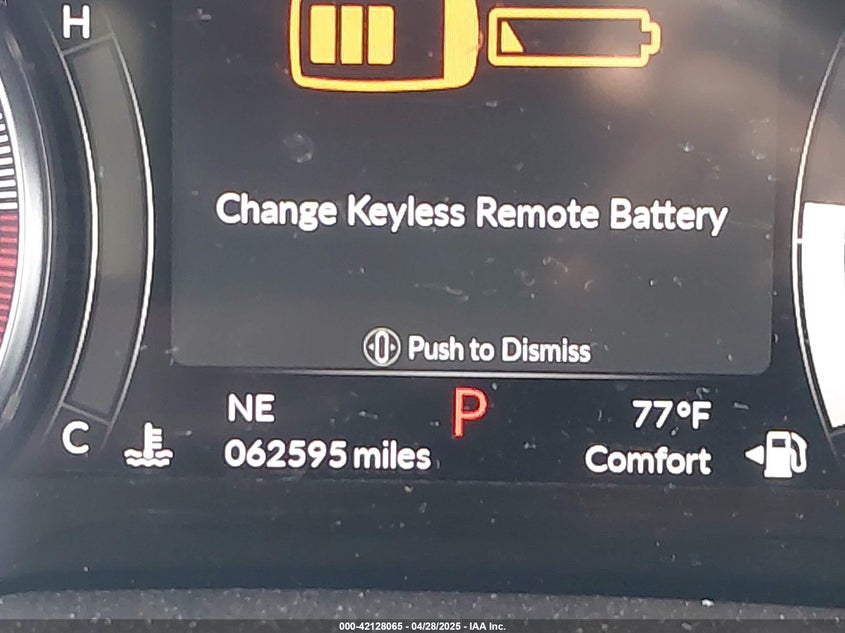 H
Change Keyless Remote Battery
Push to Dismiss
NE
P
77°F
C
062595 miles
Comfort
000-42128065 - 04/28/2025 - IAA Inc.